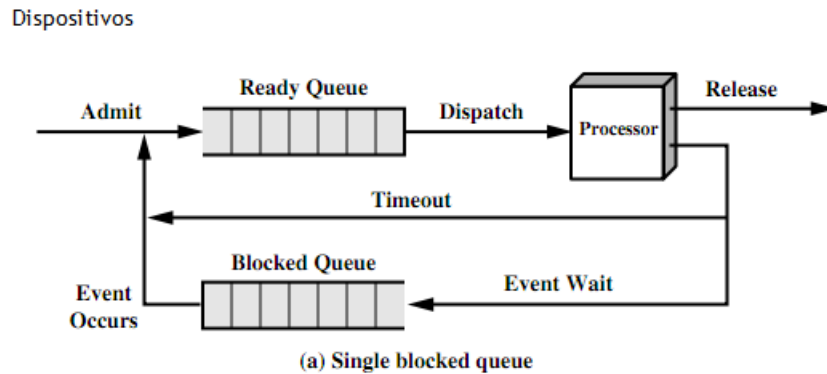 Dispositivos
Ready Queue
Release
Admit
Dispatch
Processor
Timeout
Blocked Queue
Event Wait
Event
Occurs
(a) Single blocked queue